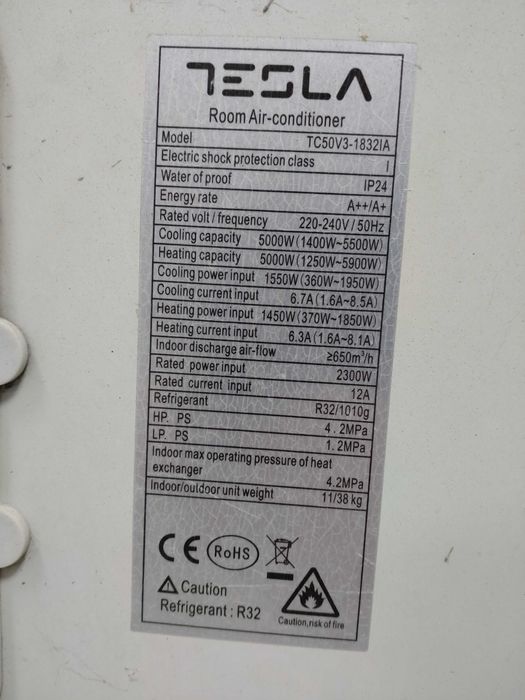 TESLA
Room Air-conditioner
Model TC50V3-1832IA
Electric shock protection class I
Water of proof IP24
Energy rate A++/A+
Rated volt / frequency 220-240V / 50Hz
Cooling capacity 5000W(1400W~5500W)
Heating capacity 5000W(1250W~5900W)
Cooling power input 1550W(360W~1950W)
Cooling current input 6.7A(1.6A~8.5A)
Heating power input 1450W(370W~1850W)
Heating current input 6.3A(1.6A~8.1A)
Indoor discharge air-flow ≥650m³/h
Rated power input 2300W
Rated current input 12A
Refrigerant R32/1010g
HP. PS 4.2MPa
LP. PS 1.2MPa
Indoor max operating pressure of heat
exchanger 4.2MPa
Indoor/outdoor unit weight 11/38 kg
CE RoHS
Caution
Refrigerant : R32
Caution,risk of fire